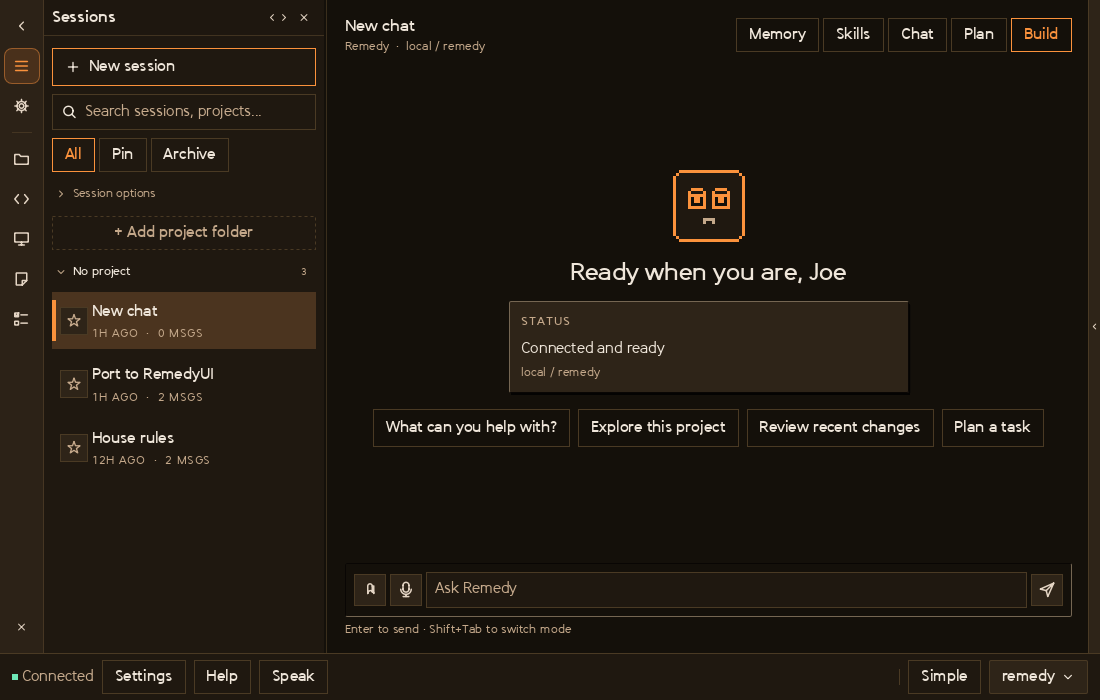 Sessions
New session
Search sessions, projects...
All
Pin
Archive
Session options
+ Add project folder
No project
3
New chat
1H AGO · 0 MSGS
Port to RemedyUI
1H AGO · 2 MSGS
House rules
12H AGO · 2 MSGS
New chat
Remedy · local / remedy
Memory
Skills
Chat
Plan
Build
Ready when you are, Joe
STATUS
Connected and ready
local / remedy
What can you help with?
Explore this project
Review recent changes
Plan a task
Ask Remedy
Enter to send · Shift+Tab to switch mode
Connected
Settings
Help
Speak
Simple
remedy